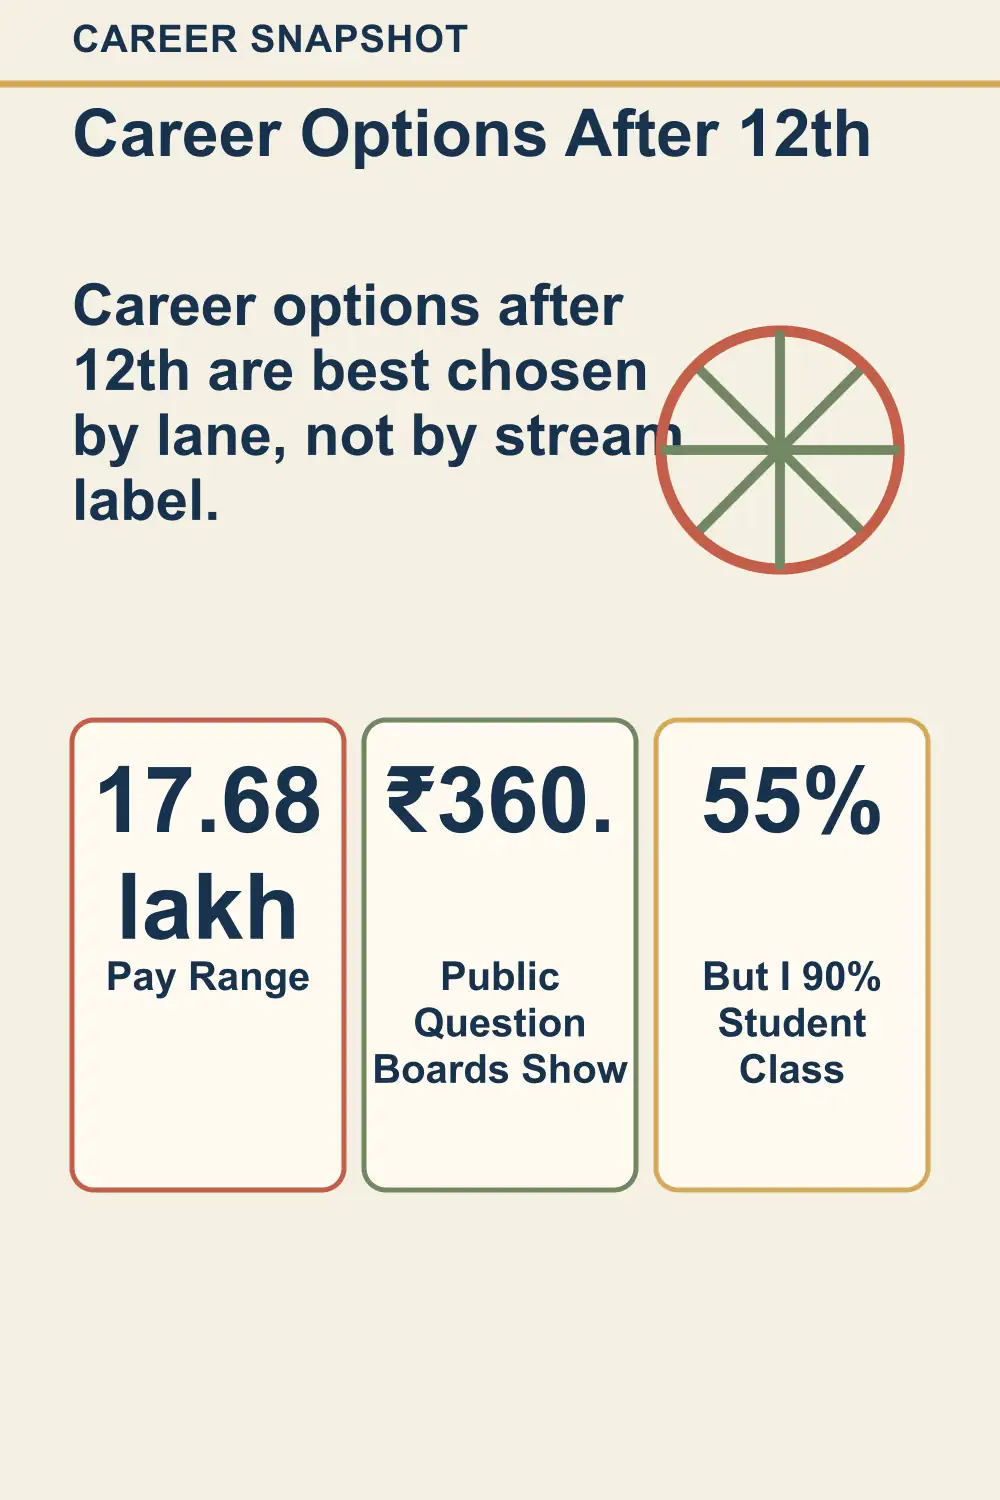 CAREER SNAPSHOT
Career Options After 12th
Career options after
12th are best chosen
by lane, not by stream
label.
17.68
lakh
Pay Range
₹360.
Public
Question
Boards Show
55%
But I 90%
Student
Class